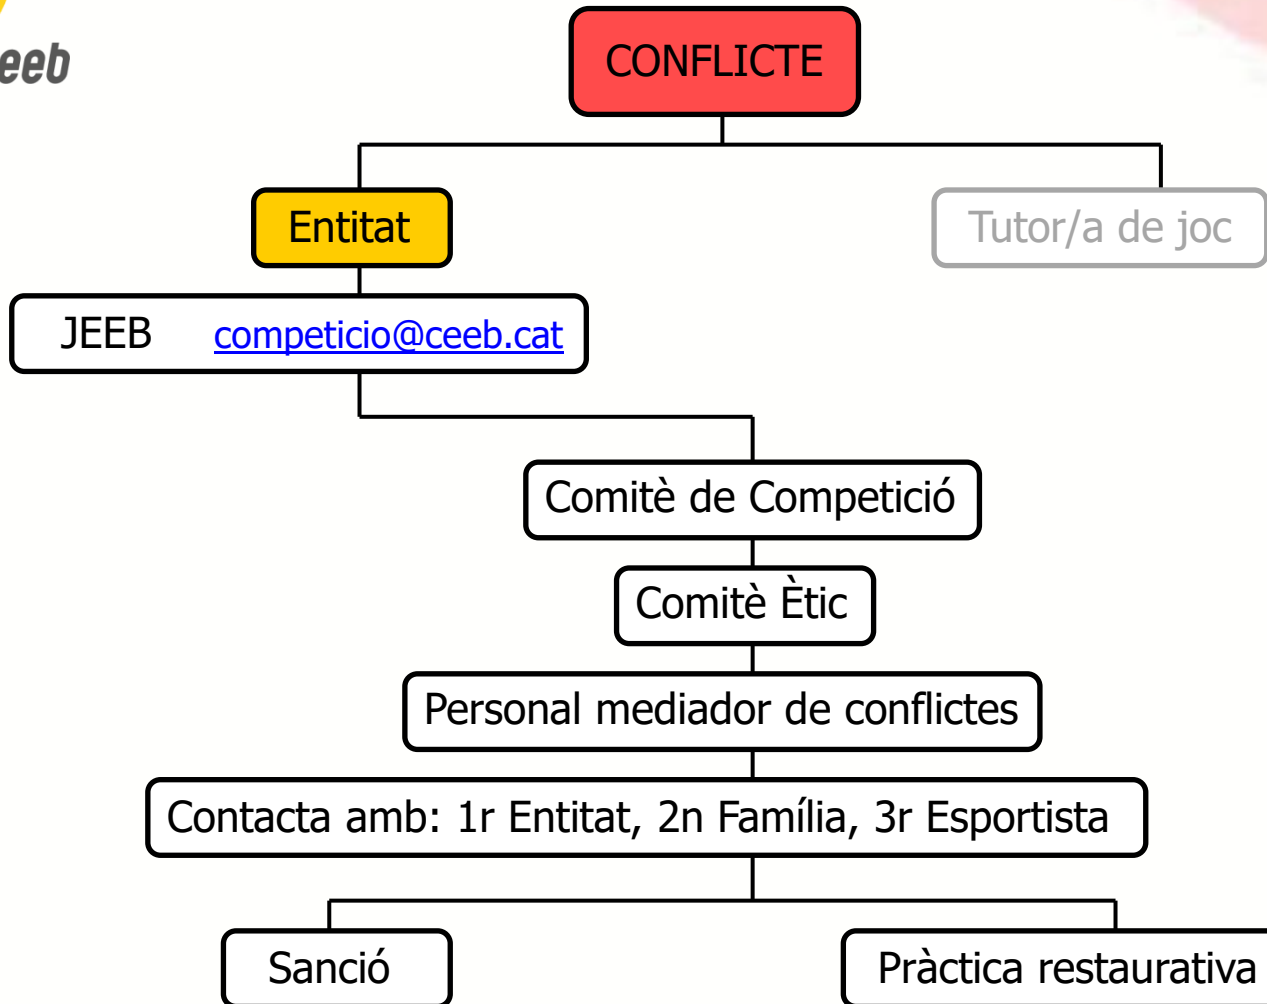 eeb
CONFLICTE
Entitat
Tutor/a de joc
JEEB competicio@ceeb.cat
Comitè de Competició
Comitè Ètic
Personal mediador de conflictes
Contacta amb: 1r Entitat, 2n Família, 3r Esportista
Sanció
Pràctica restaurativa